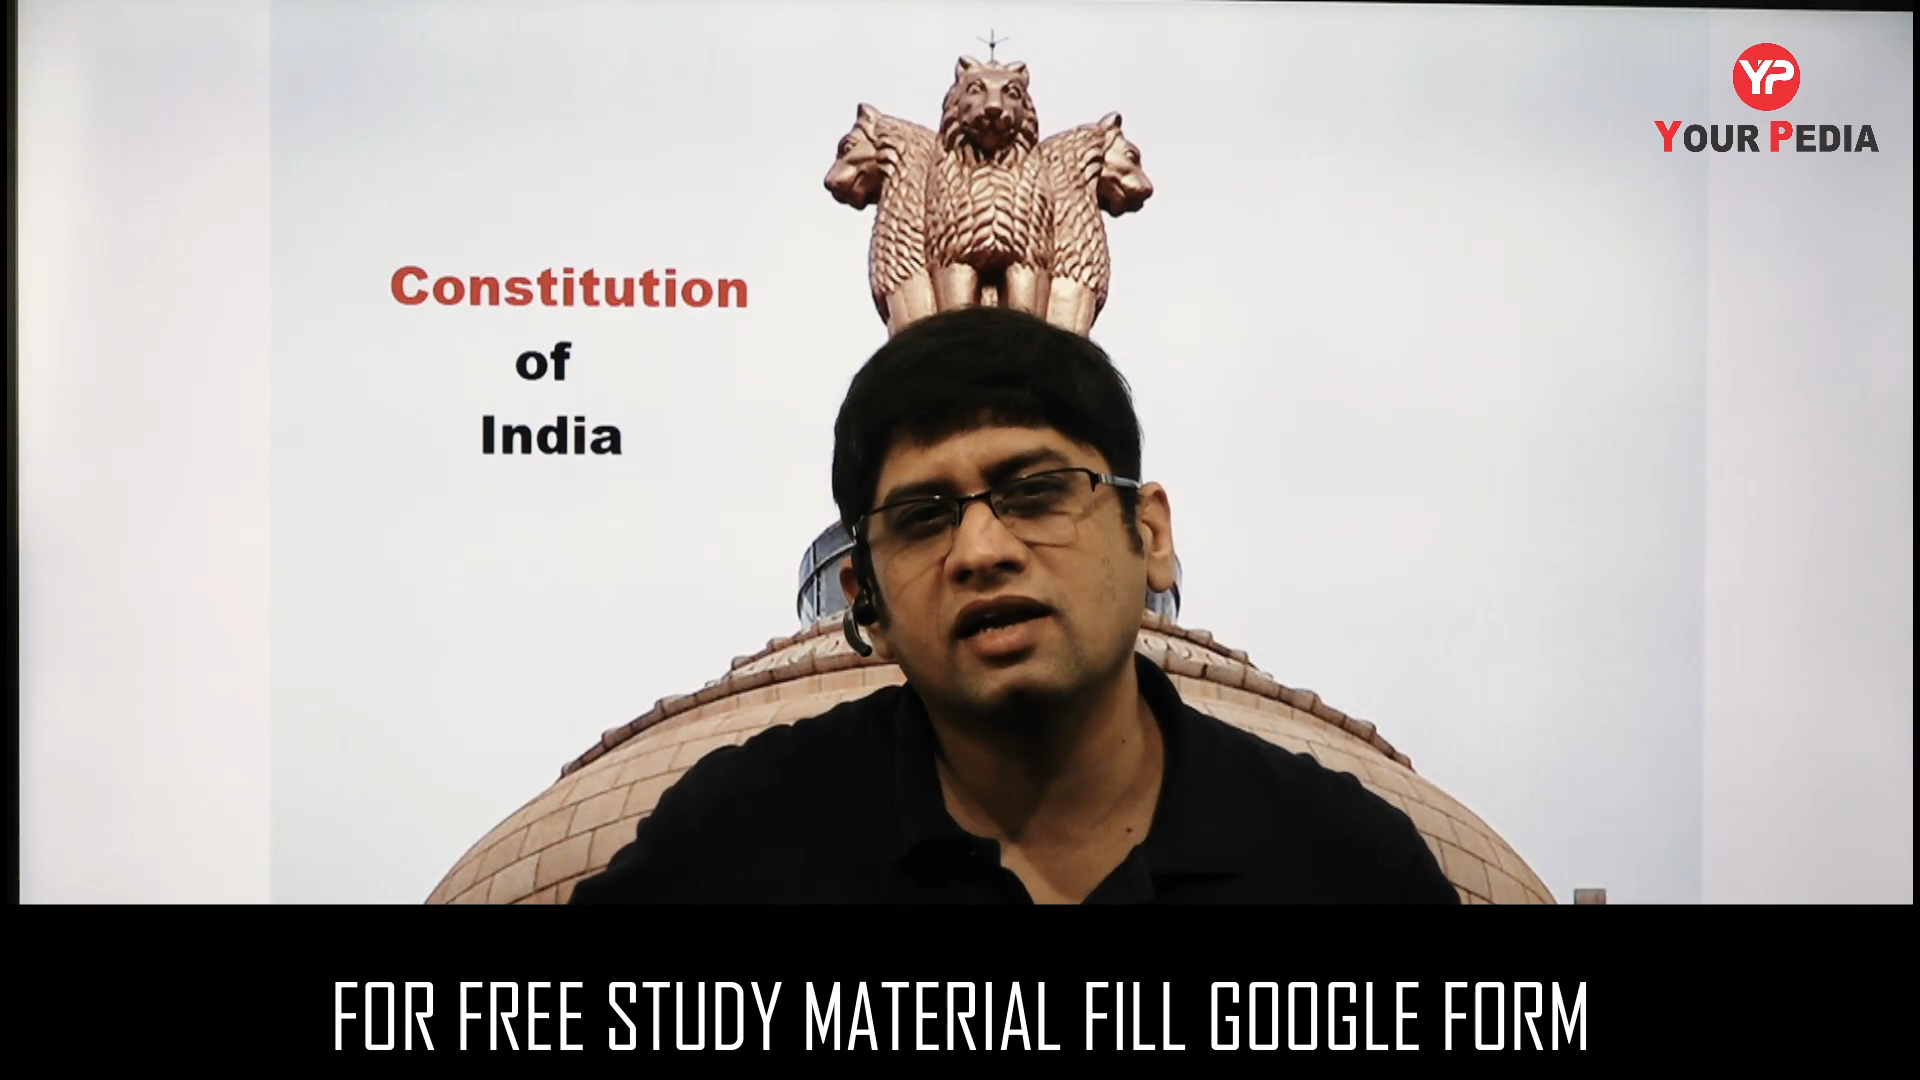 YP
YOUR PEDIA
Constitution
of
India
FOR FREE STUDY MATERIAL FILL GOOGLE FORM